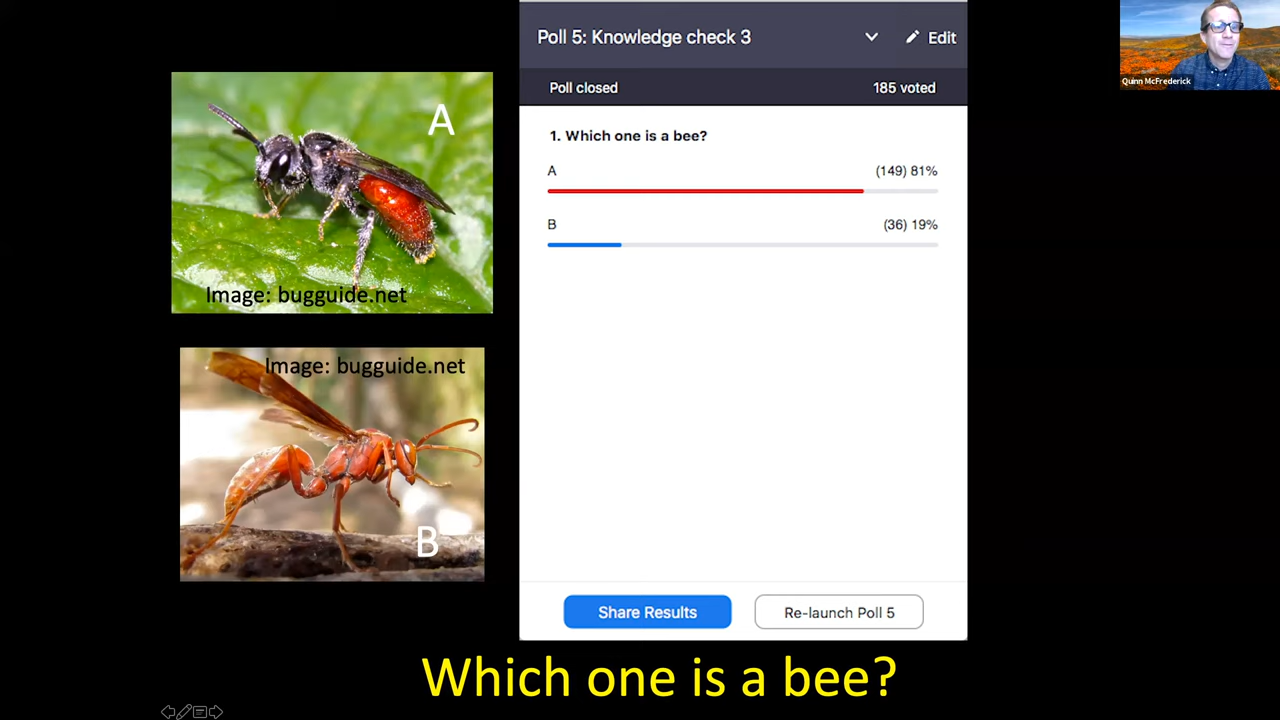 A
Image: bugguide.net
Image: bugguide.net
B
Poll 5: Knowledge check 3
Edit
Poll closed 185 voted
1. Which one is a bee?
A (149) 81%
B (36) 19%
Share Results Re-launch Poll 5
Which one is a bee?
Quinn McFrederick